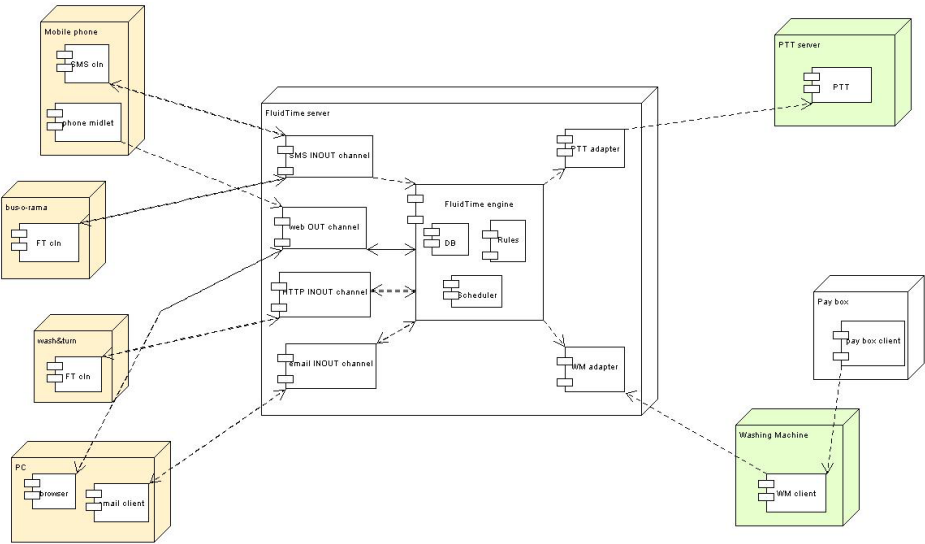 Mobile phone
SMS cln
phone midlet
bus-o-rama
FT cln
wash&turn
FT cln
PC
browser
email client
FluidTime server
SMS INOUT channel
web OUT channel
HTTP INOUT channel
email INOUT channel
FluidTime engine
DB
Rules
Scheduler
PTT adapter
WM adapter
PTT server
PTT
Pay box
pay box client
Washing Machine
WM client